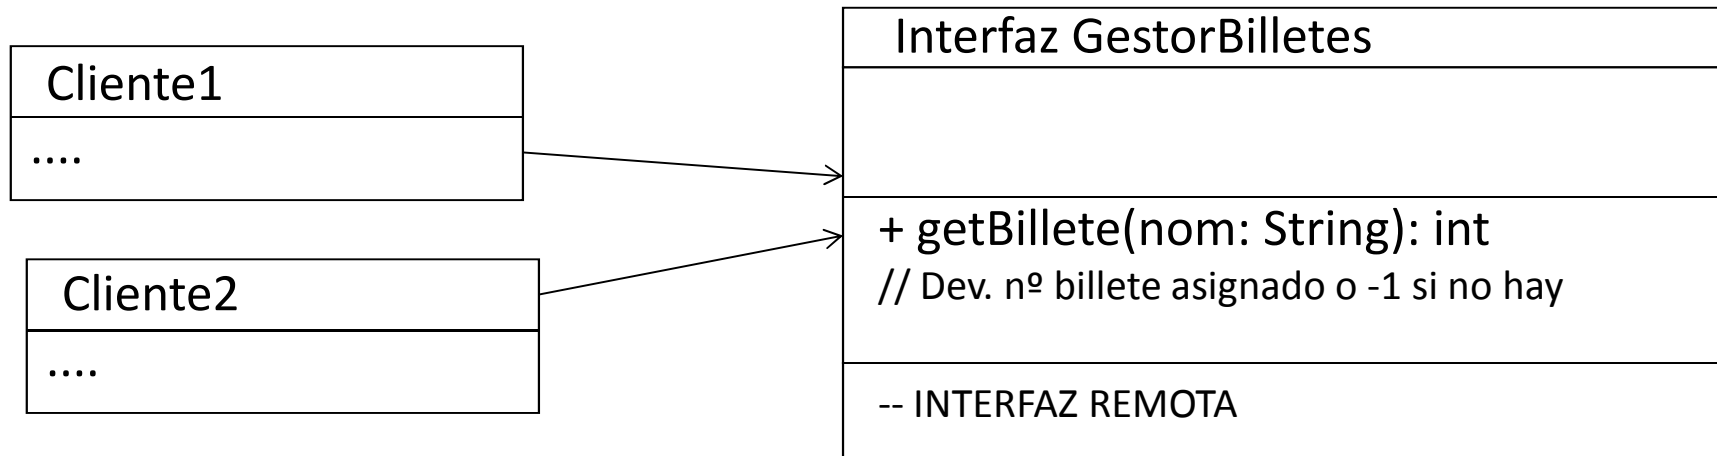 Cliente1
....
Cliente2
....
Interfaz GestorBilletes
+ getBillete(nom: String): int
// Dev. nº billete asignado o -1 si no hay
-- INTERFAZ REMOTA